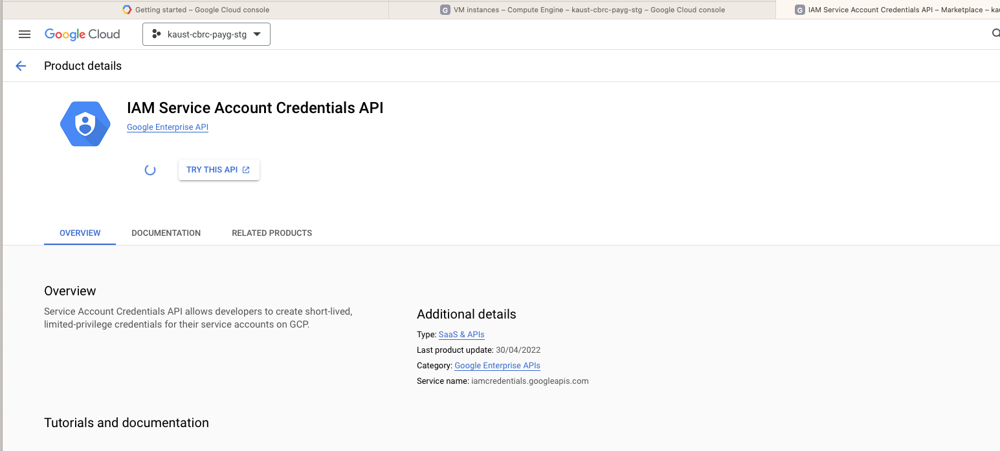 Getting started – Google Cloud console
G VM instances – Compute Engine – kaust-cbrc-payg-stg – Google Cloud console
G IAM Service Account Credentials API – Marketplace – kau
Google Cloud
kaust-cbrc-payg-stg
Product details
IAM Service Account Credentials API
Google Enterprise API
TRY THIS API
OVERVIEW DOCUMENTATION RELATED PRODUCTS
Overview
Service Account Credentials API allows developers to create short-lived,
limited-privilege credentials for their service accounts on GCP.
Additional details
Type: SaaS & APIs
Last product update: 30/04/2022
Category: Google Enterprise APIs
Service name: iamcredentials.googleapis.com
Tutorials and documentation